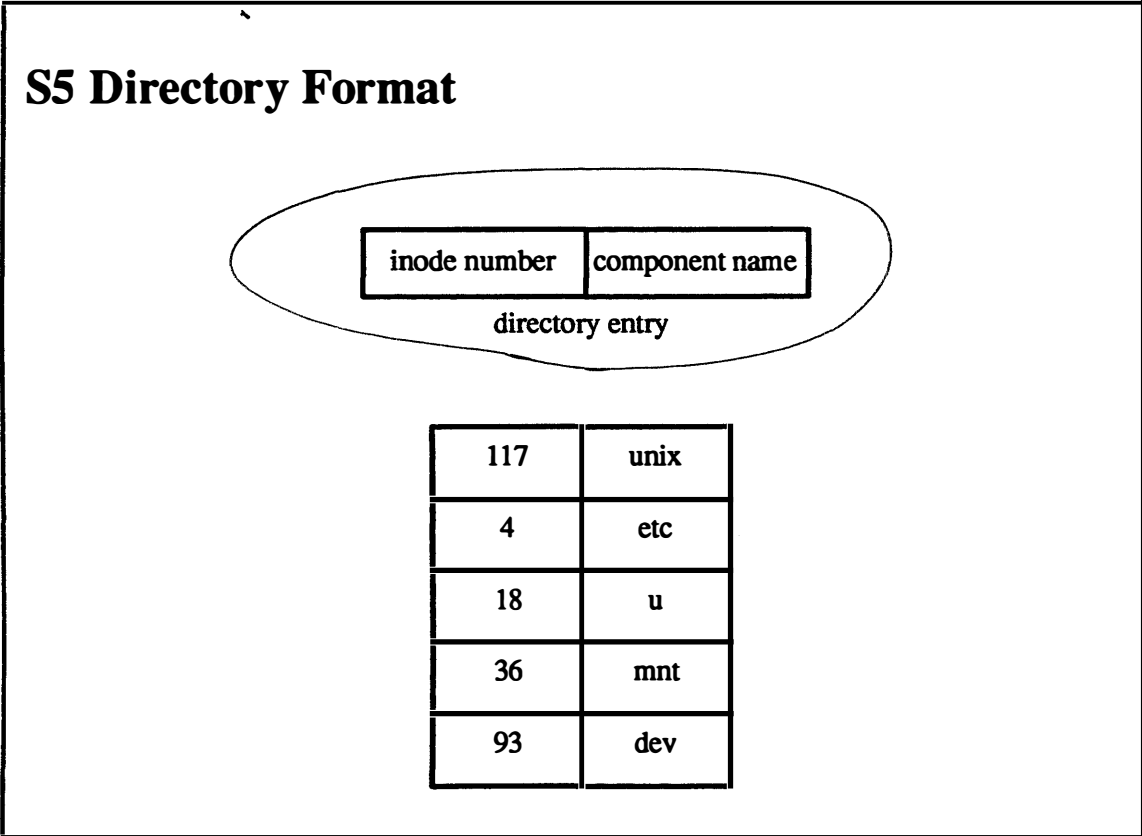 S5 Directory Format
inode number component name
directory entry
117 unix
4 etc
18 u
36 mnt
93 dev